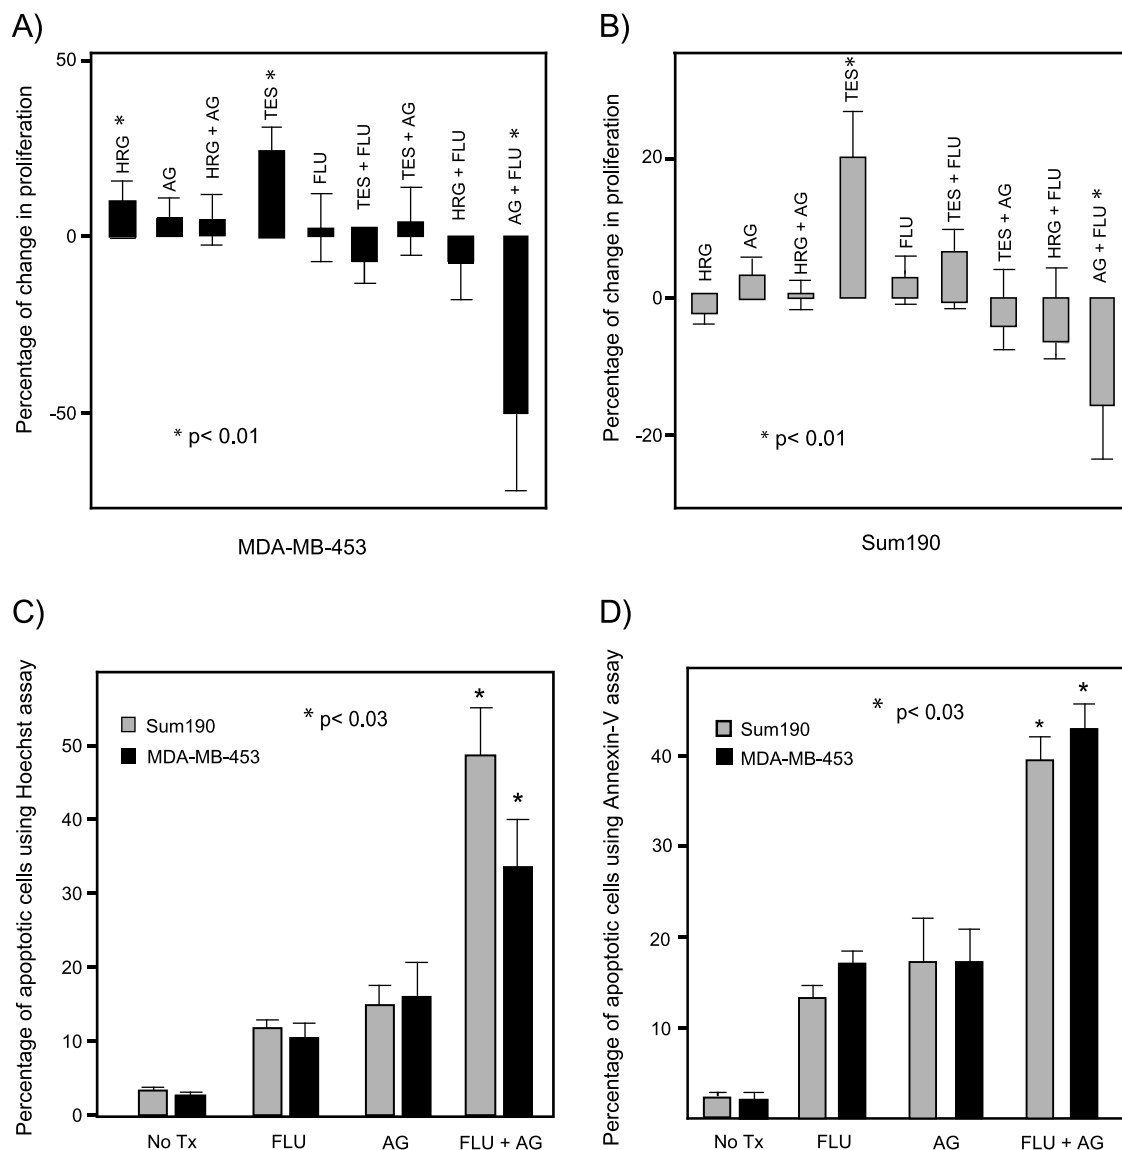 A)
Percentage of change in proliferation
50
0
-50
HRG *
AG
HRG + AG
TES *
FLU
TES + FLU
TES + AG
HRG + FLU
AG + FLU *
* p< 0.01
MDA-MB-453
B)
Percentage of change in proliferation
20
0
-20
HRG
AG
HRG + AG
TES*
FLU
TES + FLU
TES + AG
HRG + FLU
AG + FLU *
* p< 0.01
Sum190
C)
Percentage of apoptotic cells using Hoechst assay
50
40
30
20
10
0
Sum190
MDA-MB-453
* p< 0.03
*
*
No Tx
FLU
AG
FLU + AG
D)
Percentage of apoptotic cells using Annexin-V assay
40
30
20
10
Sum190
MDA-MB-453
* p< 0.03
*
*
No Tx
FLU
AG
FLU + AG